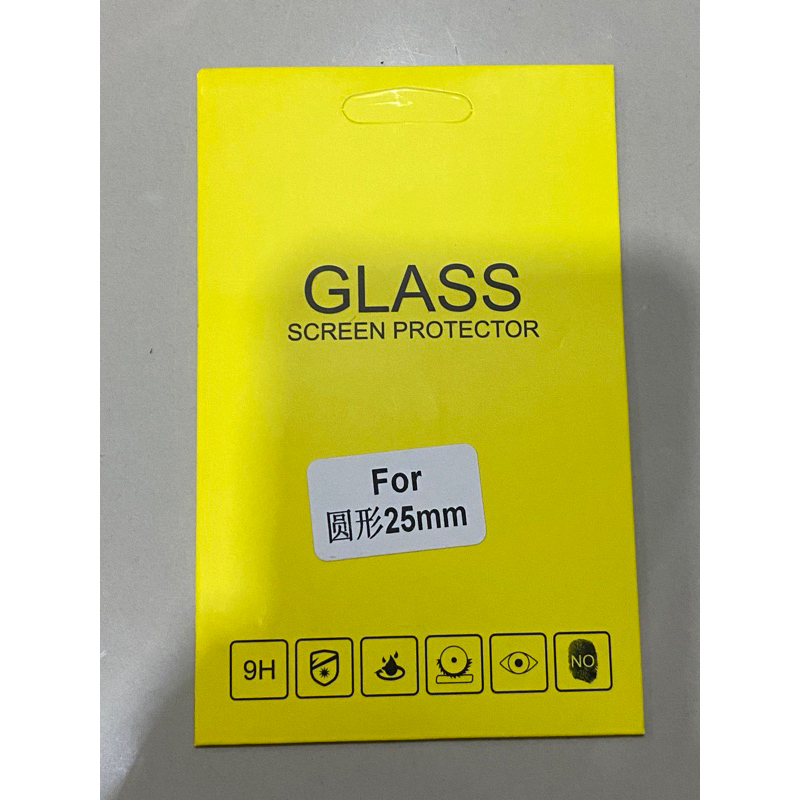 GLASS
SCREEN PROTECTOR
For
圆形25mm
9H
NO